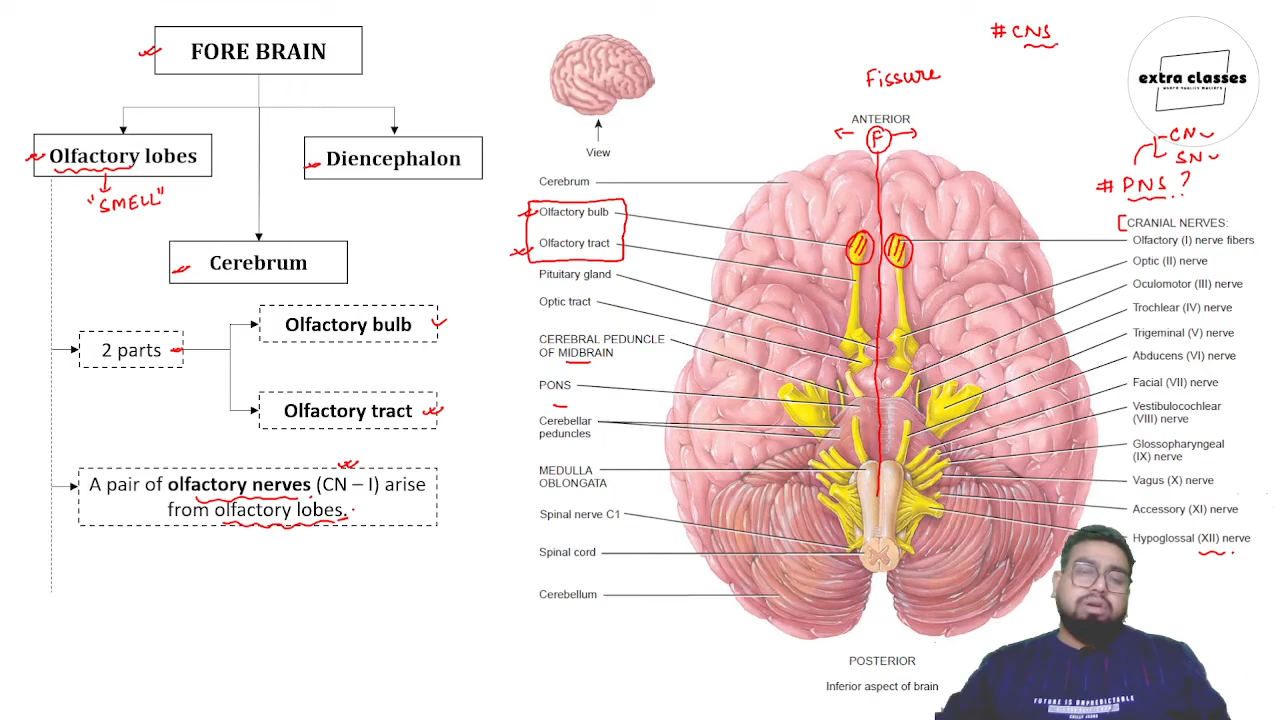 FORE BRAIN
Olfactory lobes
"SMELL"
Diencephalon
Cerebrum
2 parts
Olfactory bulb
Olfactory tract
A pair of olfactory nerves (CN – I) arise
from olfactory lobes.
# CNS
Fissure
extra classes
CN
SN
# PNS ?
View
ANTERIOR
F
Cerebrum
Olfactory bulb
Olfactory tract
Pituitary gland
Optic tract
CEREBRAL PEDUNCLE
OF MIDBRAIN
PONS
Cerebellar
peduncles
MEDULLA
OBLONGATA
Spinal nerve C1
Spinal cord
Cerebellum
CRANIAL NERVES:
Olfactory (I) nerve fibers
Optic (II) nerve
Oculomotor (III) nerve
Trochlear (IV) nerve
Trigeminal (V) nerve
Abducens (VI) nerve
Facial (VII) nerve
Vestibulocochlear
(VIII) nerve
Glossopharyngeal
(IX) nerve
Vagus (X) nerve
Accessory (XI) nerve
Hypoglossal (XII) nerve
POSTERIOR
Inferior aspect of brain
FUTURE IS UNPREDICTABLE